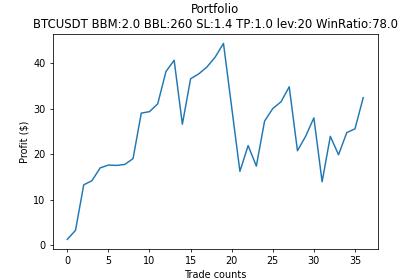 Portfolio
BTCUSDT BBM:2.0 BBL:260 SL:1.4 TP:1.0 lev:20 WinRatio:78.0
40
30
20
10
0
Profit ($)
0 5 10 15 20 25 30 35
Trade counts